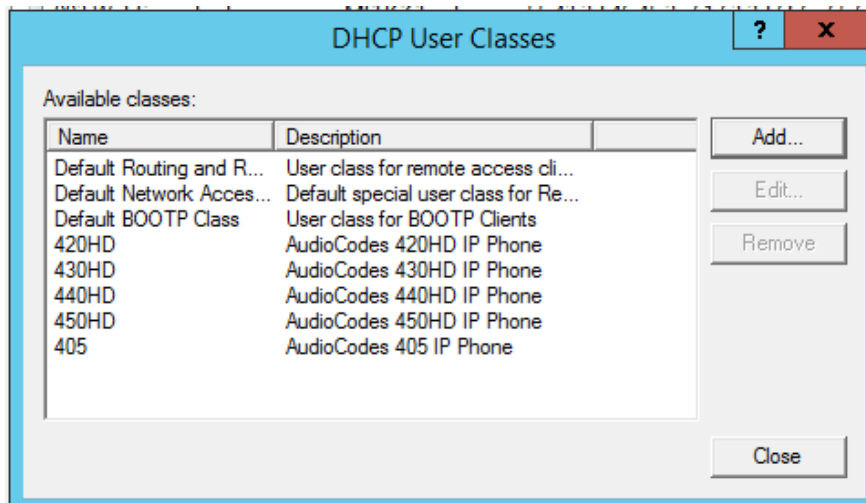 DHCP User Classes
?
x
Available classes:
Name Description
Add...
Default Routing and R... User class for remote access cli...
Default Network Acces... Default special user class for Re...
Edit...
Default BOOTP Class User class for BOOTP Clients
420HD AudioCodes 420HD IP Phone
Remove
430HD AudioCodes 430HD IP Phone
440HD AudioCodes 440HD IP Phone
450HD AudioCodes 450HD IP Phone
405 AudioCodes 405 IP Phone
Close